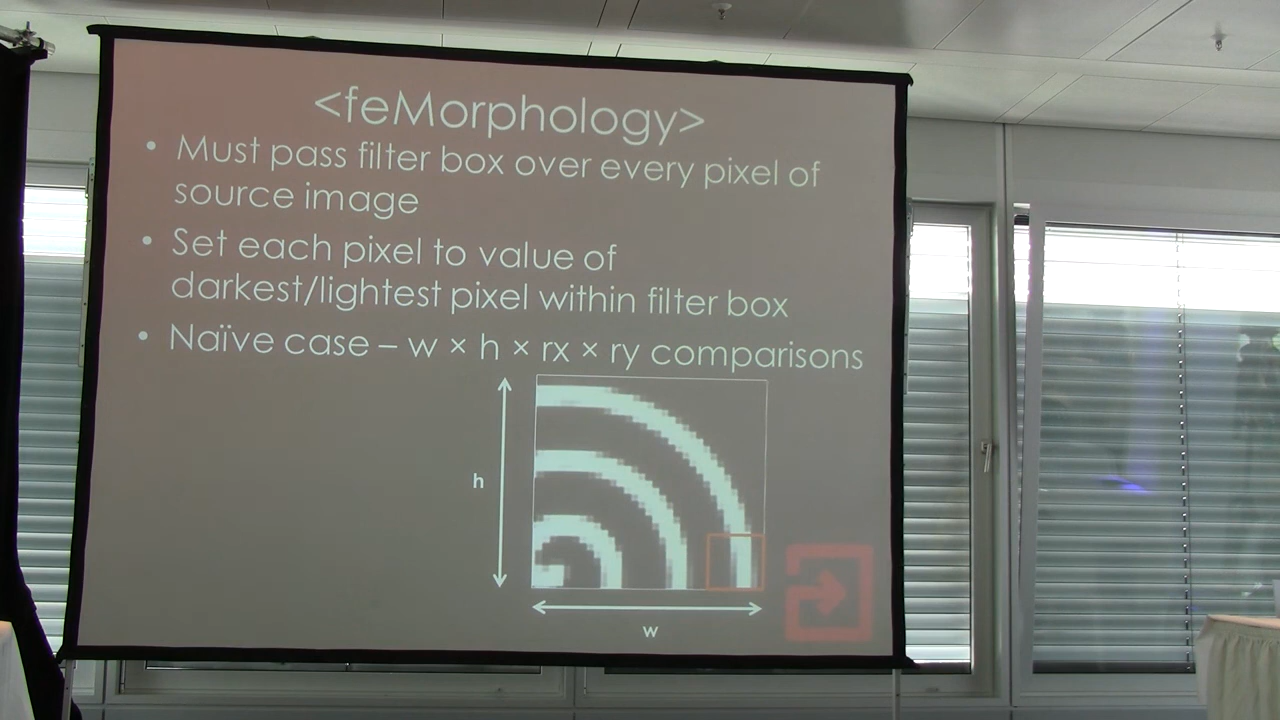 <feMorphology>
• Must pass filter box over every pixel of
source image
• Set each pixel to value of
darkest/lightest pixel within filter box
• Naïve case – w × h × rx × ry comparisons
h
w